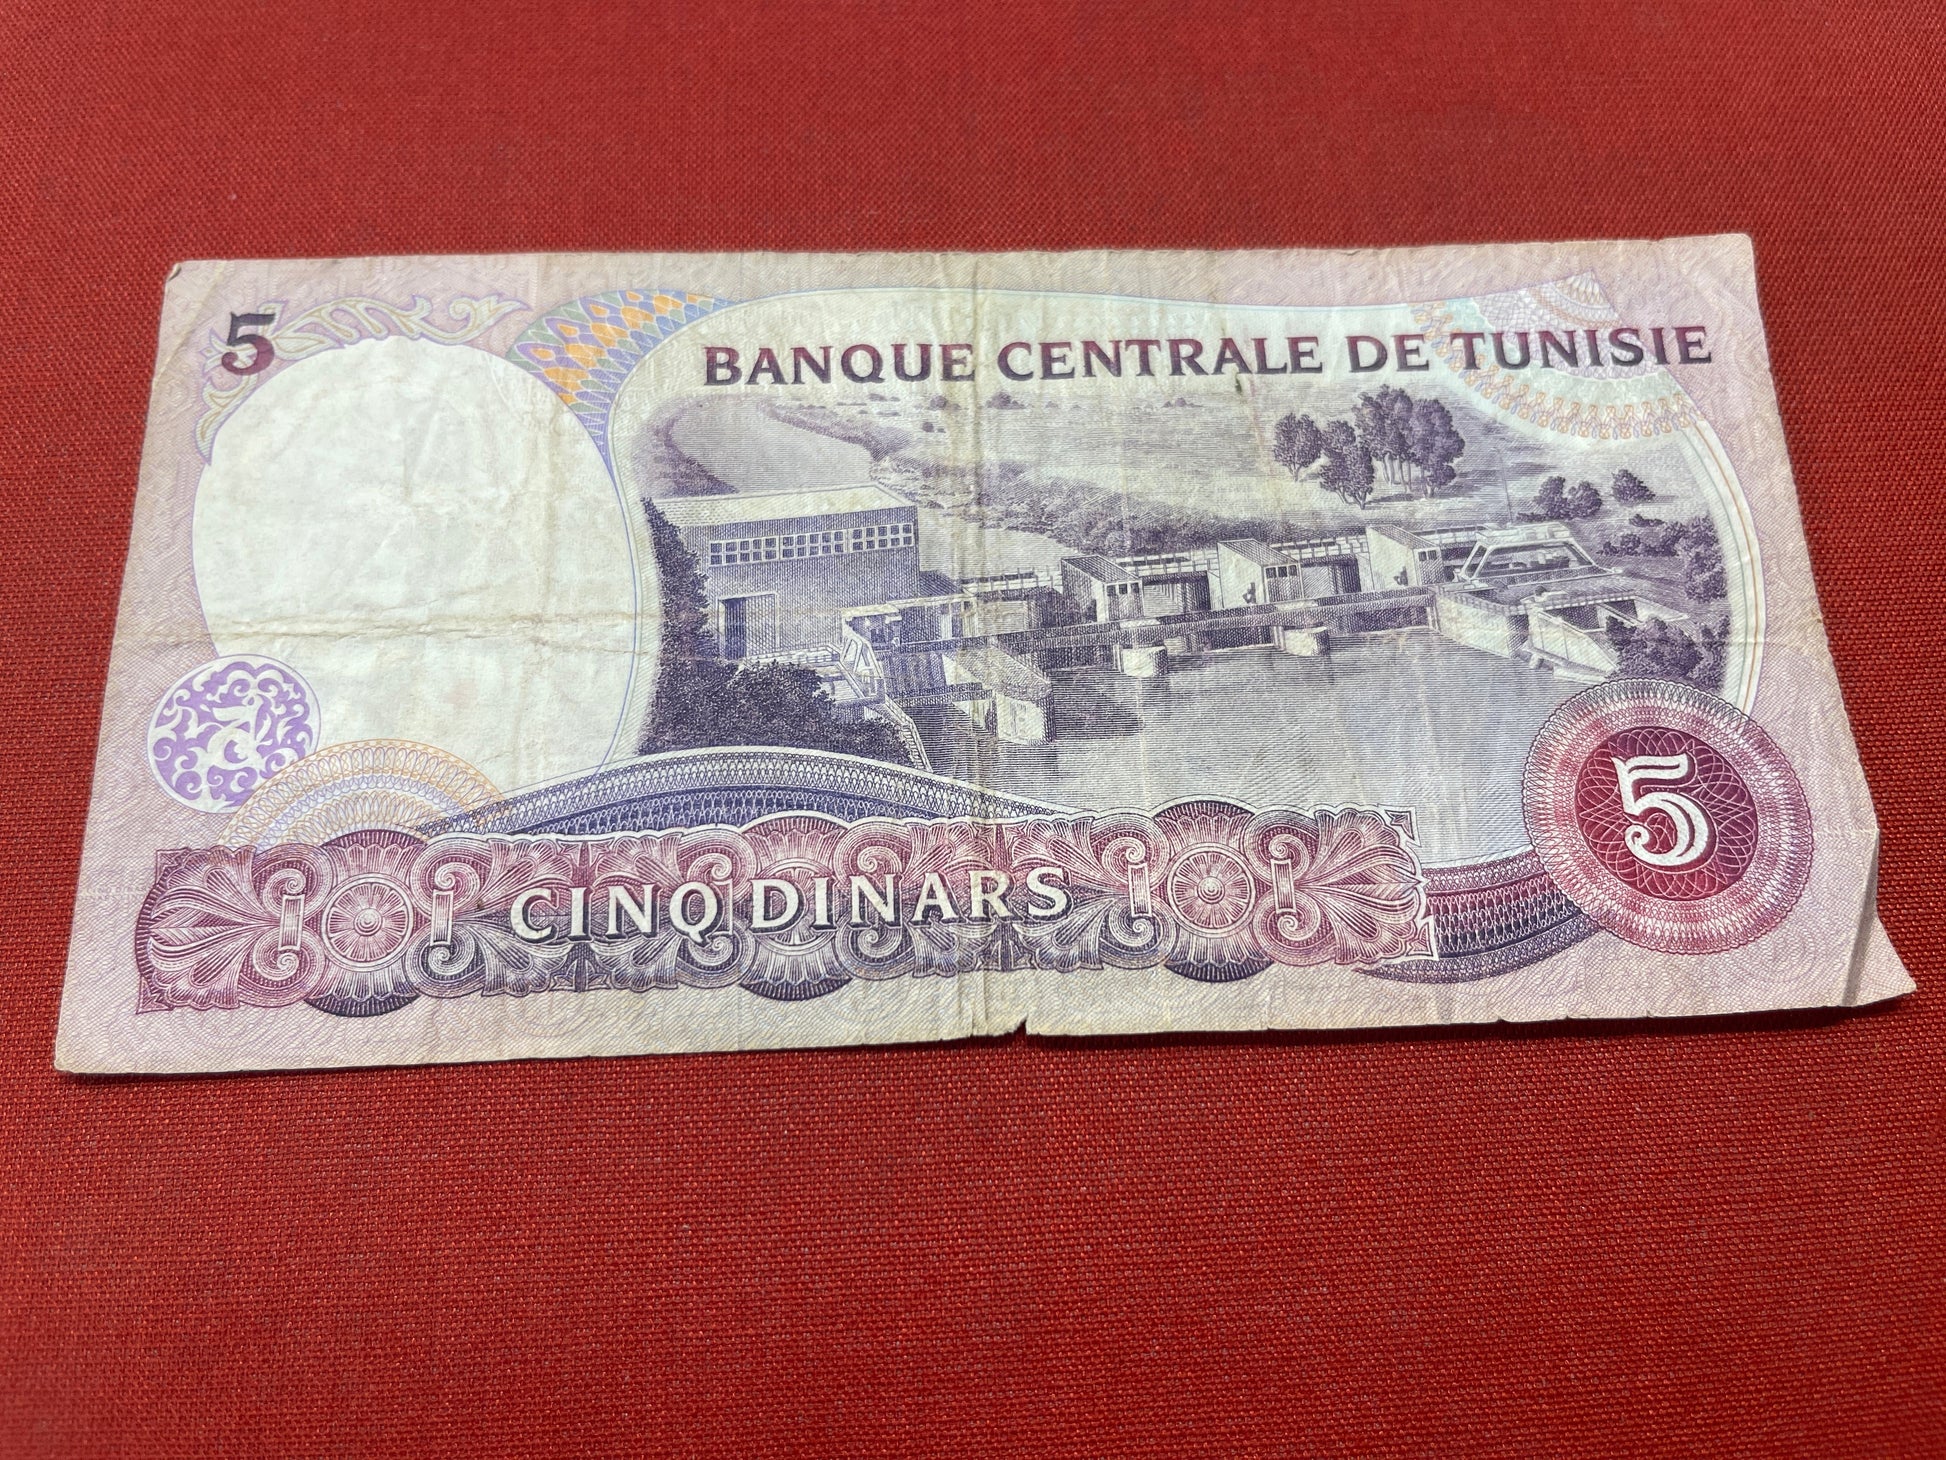 5
BANQUE CENTRALE DE TUNISIE
CINQ DINARS
5